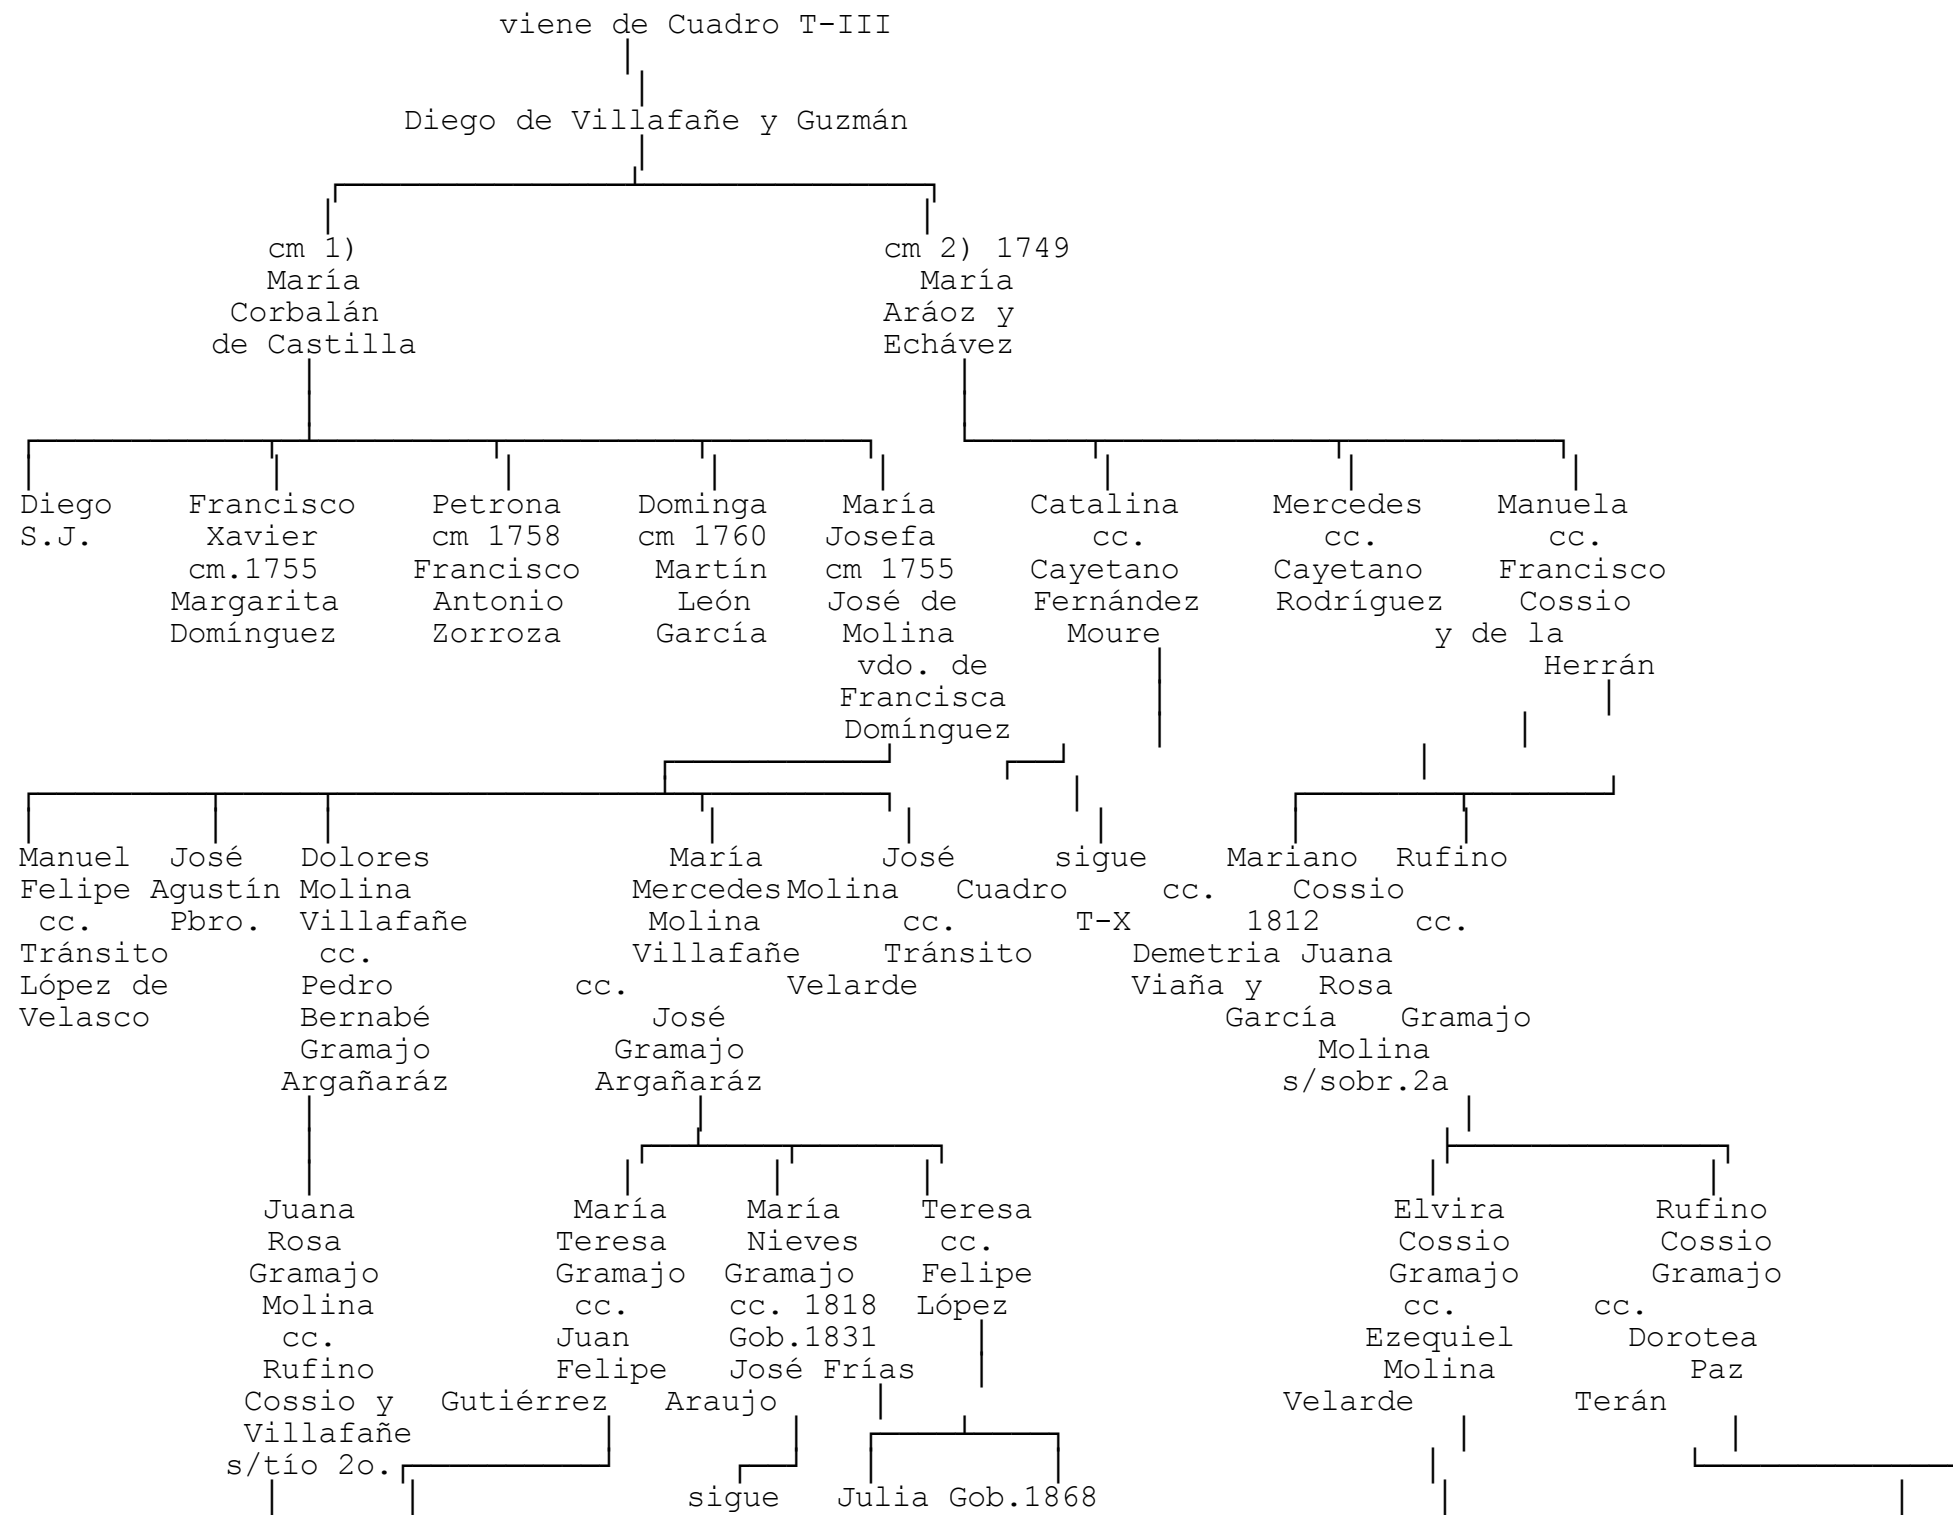 viene de Cuadro T-III
Diego de Villafañe y Guzmán
cm 1) cm 2) 1749
María María
Corbalán Aráoz y
de Castilla Echávez
Diego Francisco Petrona Dominga María Catalina Mercedes Manuela
S.J. Xavier cm 1758 cm 1760 Josefa cc. cc. cc.
cm.1755 Francisco Martín cm 1755 Cayetano Cayetano Francisco
Margarita Antonio León José de Fernández Rodríguez Cossio
Domínguez Zorroza García Molina Moure y de la
vdo. de Herrán
Francisca
Domínguez
Manuel José Dolores María José sigue Mariano Rufino
Felipe Agustín Molina Mercedes Molina Cuadro cc. Cossio
cc. Pbro. Villafañe Molina cc. T-X 1812 cc.
Tránsito cc. Villafañe Tránsito Demetria Juana
López de Pedro cc. Velarde Viaña y Rosa
Velasco Bernabé José García Gramajo
Gramajo Gramajo Molina
Argañaráz Argañaráz s/sobr.2a
Juana María María Teresa Elvira Rufino
Rosa Teresa Nieves cc. Cossio Cossio
Gramajo Gramajo Gramajo Felipe Gramajo Gramajo
Molina cc. cc. 1818 López cc. cc.
cc. Juan Gob.1831 Ezequiel Dorotea
Rufino Felipe José Frías Molina Paz
Cossio y Gutiérrez Araujo Velarde Terán
Villafañe
s/tío 2o.
sigue Julia Gob.1868